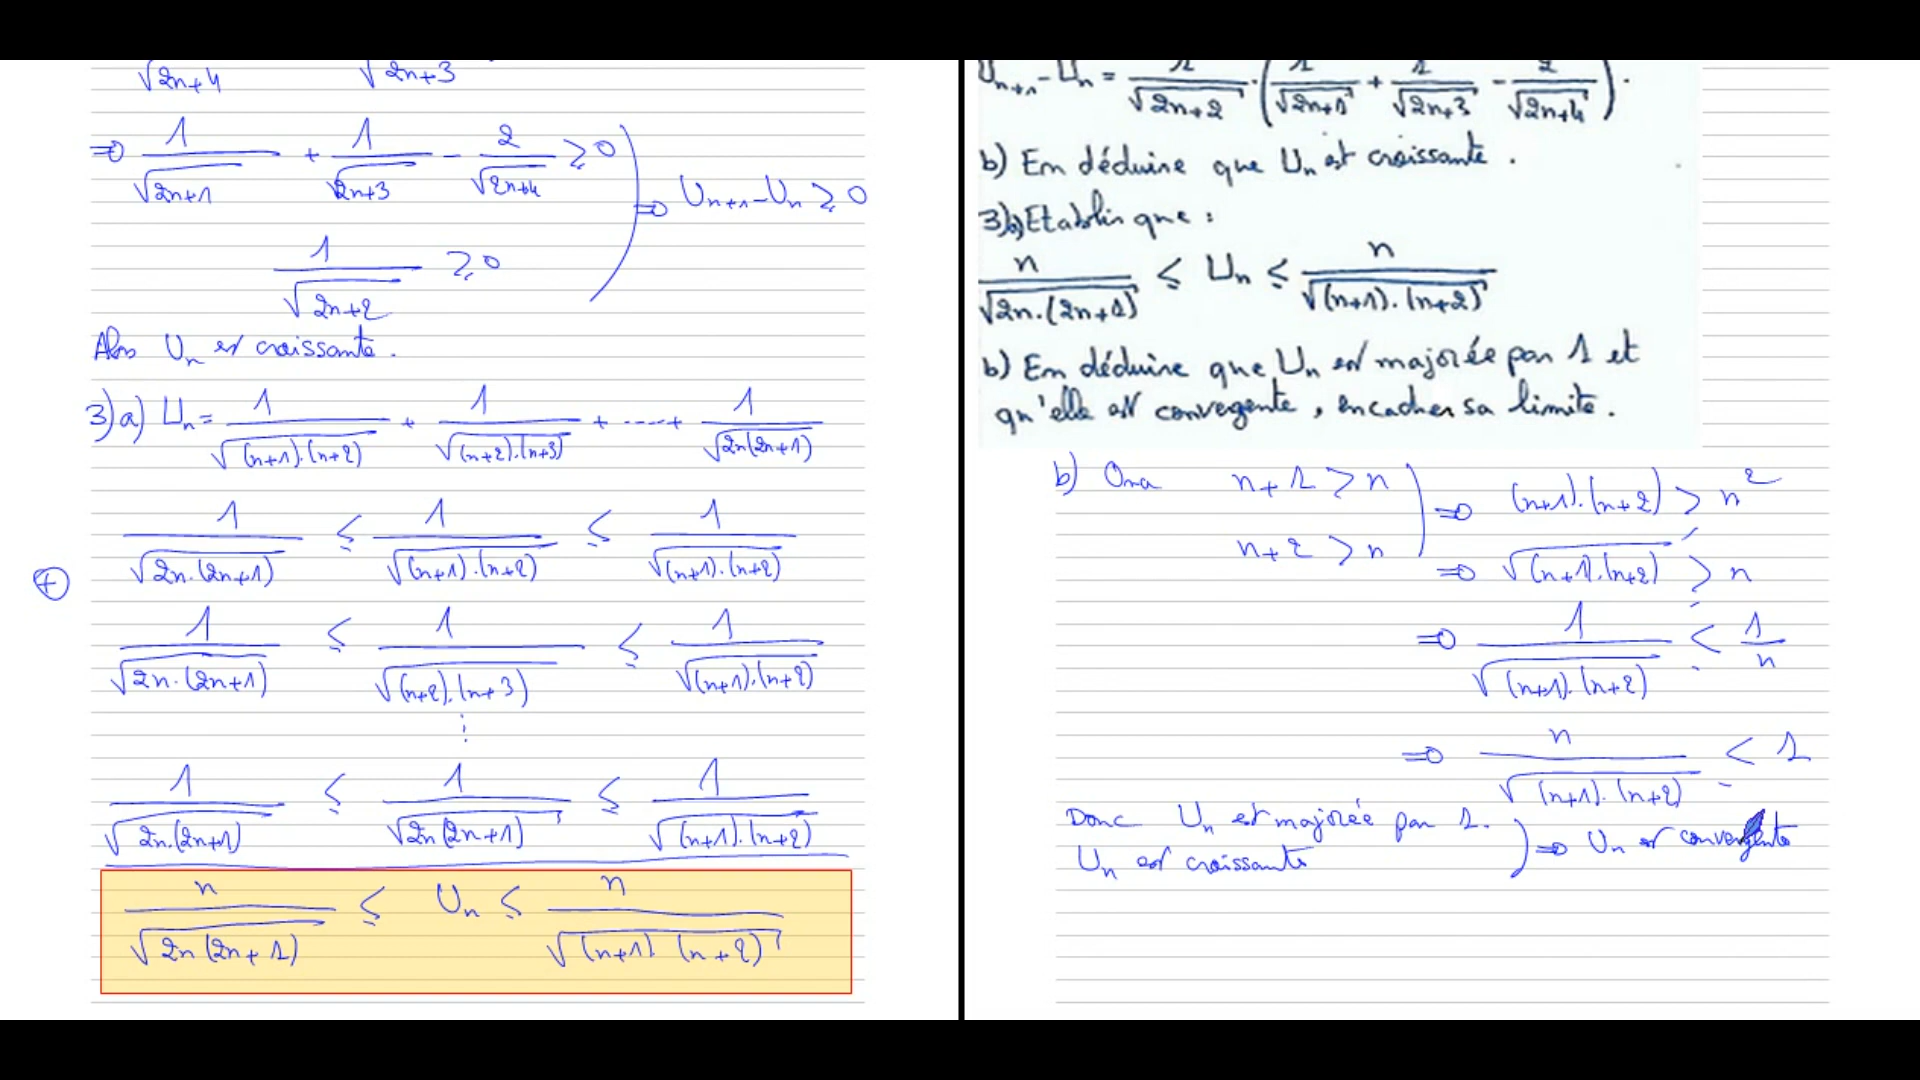 √(2n+4) √(2n+3)
⇒ 1/√(2n+1) + 1/√(2n+3) - 2/√(2n+4) ≥ 0
⇒ Un+1 - Un ≥ 0
1/√(2n+2) ≥ 0
Alors Un est croissante.
3) a) Un = 1/√((n+1).(n+2)) + 1/√((n+2).(n+3)) + ....+ 1/√(2n(2n+1))
1/√(2n.(2n+1)) ≤ 1/√((n+1).(n+2)) ≤ 1/√((n+1).(n+2))
+
1/√(2n.(2n+1)) ≤ 1/√((n+2).(n+3)) ≤ 1/√((n+1).(n+2))
⋮
1/√(2n.(2n+1)) ≤ 1/√(2n(2n+1)) ≤ 1/√((n+1).(n+2))
n/√(2n(2n+1)) ≤ Un ≤ n/√((n+1).(n+2))
Un+1 - Un = 1/√(2n+2) . (1/√(2n+1) + 1/√(2n+3) - 2/√(2n+4)).
b) En déduire que Un est croissante.
3)a) Etablir que :
n/√(2n.(2n+1)) ≤ Un ≤ n/√((n+1).(n+2))
b) En déduire que Un est majorée par 1 et
qu'elle est convergente, encadrer sa limite.
b) On a n+1 > n
⇒ (n+1).(n+2) > n²
n+2 > n
⇒ √((n+1).(n+2)) > n
⇒ 1/√((n+1).(n+2)) < 1/n
⇒ n/√((n+1).(n+2)) < 1
Donc Un est majorée par 1.
Un est croissante
⇒ Un est convergente